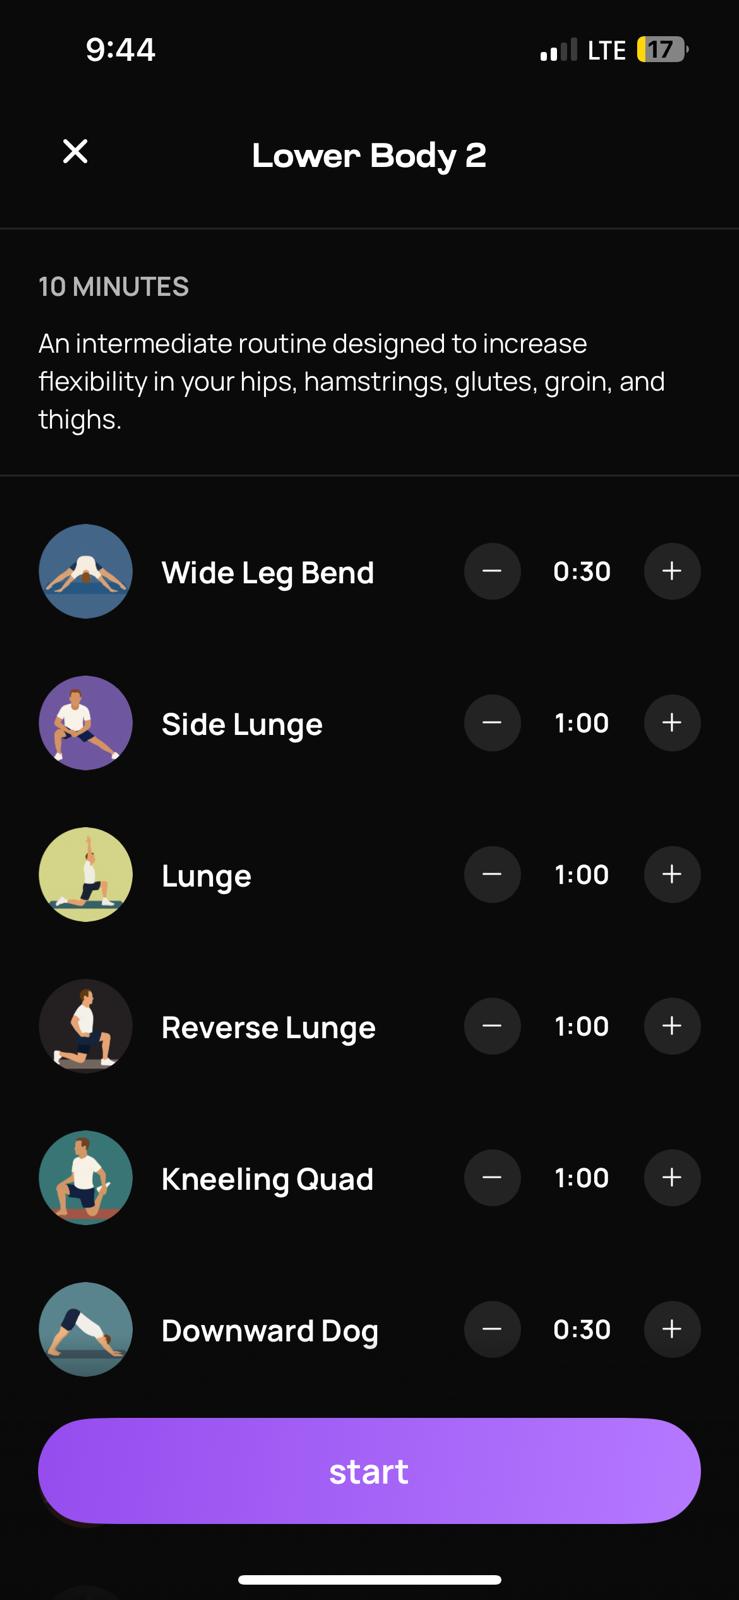 9:44
LTE 17
Lower Body 2
10 MINUTES
An intermediate routine designed to increase
flexibility in your hips, hamstrings, glutes, groin, and
thighs.
Wide Leg Bend − 0:30 +
Side Lunge − 1:00 +
Lunge − 1:00 +
Reverse Lunge − 1:00 +
Kneeling Quad − 1:00 +
Downward Dog − 0:30 +
start